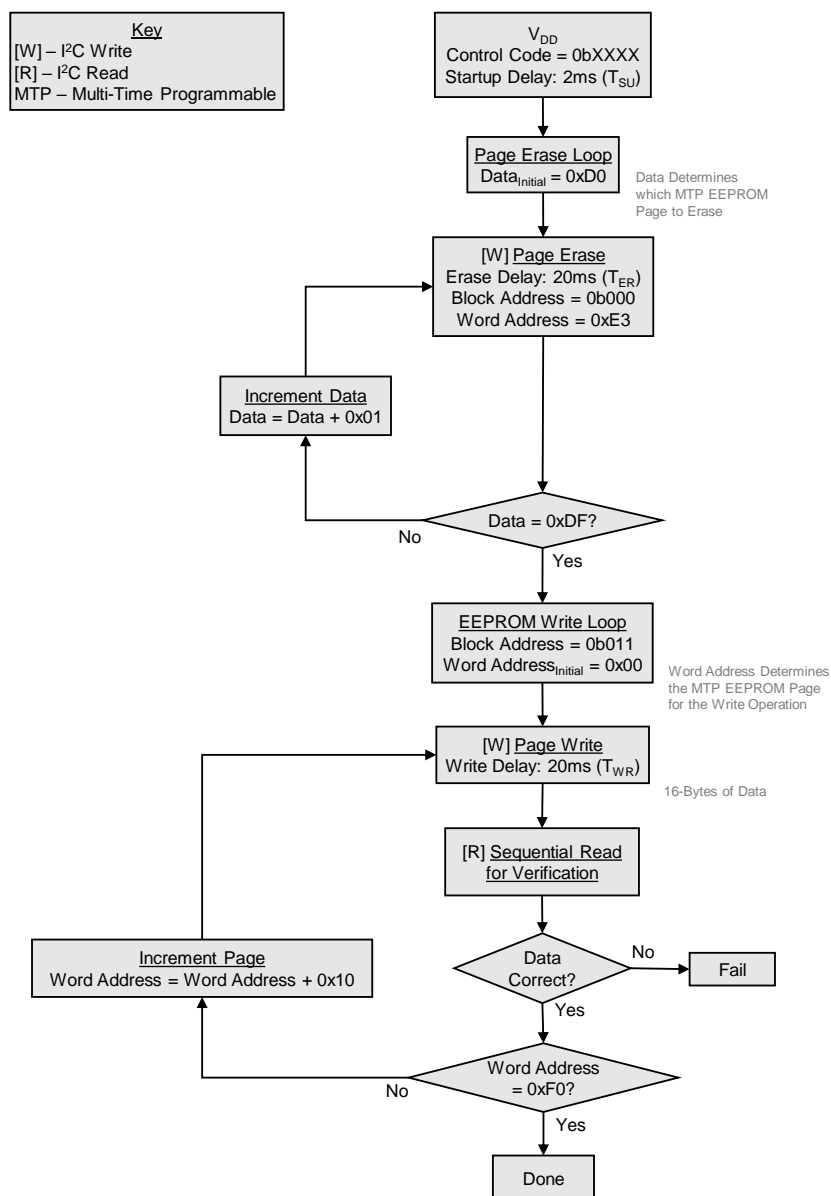 Key
[W] – I²C Write
[R] – I²C Read
MTP – Multi-Time Programmable
V_DD
Control Code = 0bXXXX
Startup Delay: 2ms (T_SU)
Page Erase Loop
Data_Initial = 0xD0
Data Determines
which MTP EEPROM
Page to Erase
[W] Page Erase
Erase Delay: 20ms (T_ER)
Block Address = 0b000
Word Address = 0xE3
Increment Data
Data = Data + 0x01
Data = 0xDF?
No
Yes
EEPROM Write Loop
Block Address = 0b011
Word Address_Initial = 0x00
Word Address Determines
the MTP EEPROM Page
for the Write Operation
[W] Page Write
Write Delay: 20ms (T_WR)
16-Bytes of Data
[R] Sequential Read
for Verification
Increment Page
Word Address = Word Address + 0x10
Data
Correct?
No
Fail
Yes
Word Address
= 0xF0?
No
Yes
Done